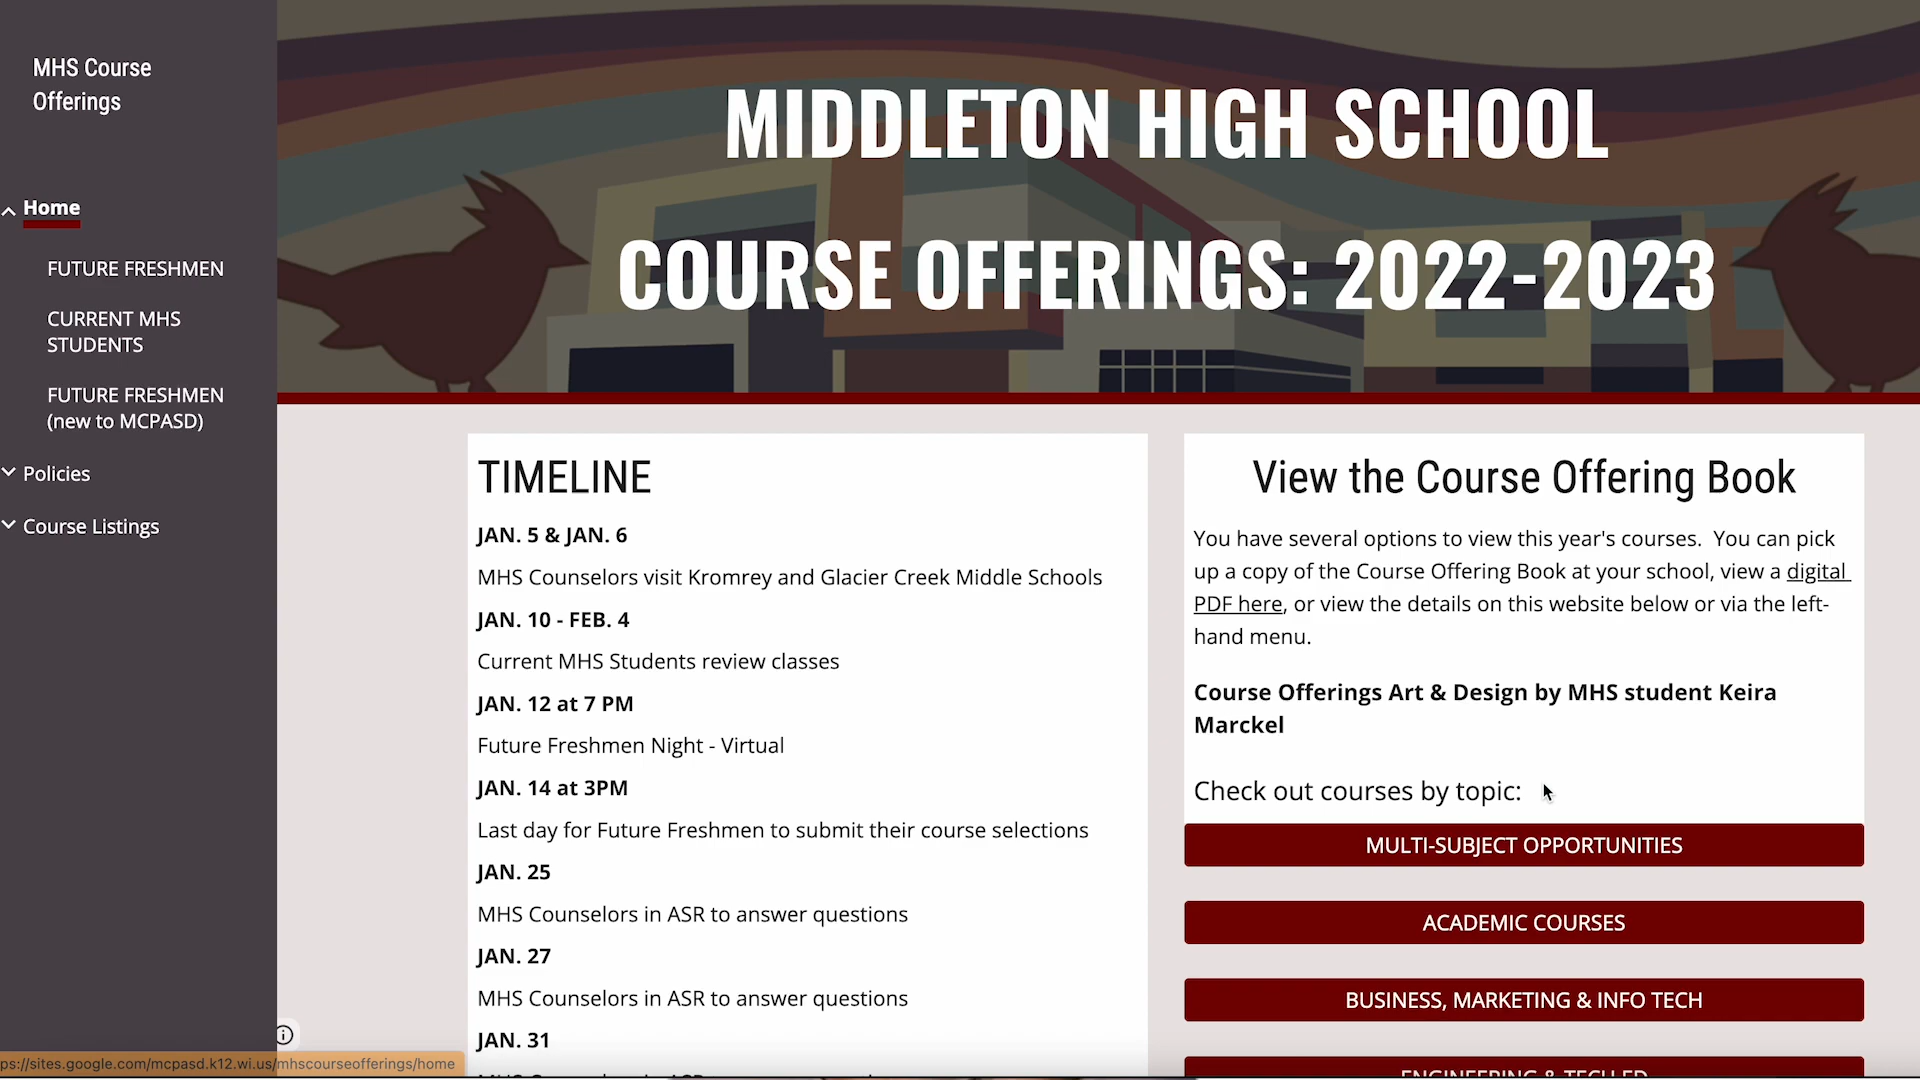 MHS Course
Offerings
Home
FUTURE FRESHMEN
CURRENT MHS
STUDENTS
FUTURE FRESHMEN
(new to MCPASD)
Policies
Course Listings
MIDDLETON HIGH SCHOOL
COURSE OFFERINGS: 2022-2023
TIMELINE
JAN. 5 & JAN. 6
MHS Counselors visit Kromrey and Glacier Creek Middle Schools
JAN. 10 - FEB. 4
Current MHS Students review classes
JAN. 12 at 7 PM
Future Freshmen Night - Virtual
JAN. 14 at 3PM
Last day for Future Freshmen to submit their course selections
JAN. 25
MHS Counselors in ASR to answer questions
JAN. 27
MHS Counselors in ASR to answer questions
JAN. 31
View the Course Offering Book
You have several options to view this year's courses.  You can pick
up a copy of the Course Offering Book at your school, view a digital
PDF here, or view the details on this website below or via the left-
hand menu.
Course Offerings Art & Design by MHS student Keira
Marckel
Check out courses by topic:
MULTI-SUBJECT OPPORTUNITIES
ACADEMIC COURSES
BUSINESS, MARKETING & INFO TECH
ENGINEERING & TECH ED
ps://sites.google.com/mcpasd.k12.wi.us/mhscourseofferings/home